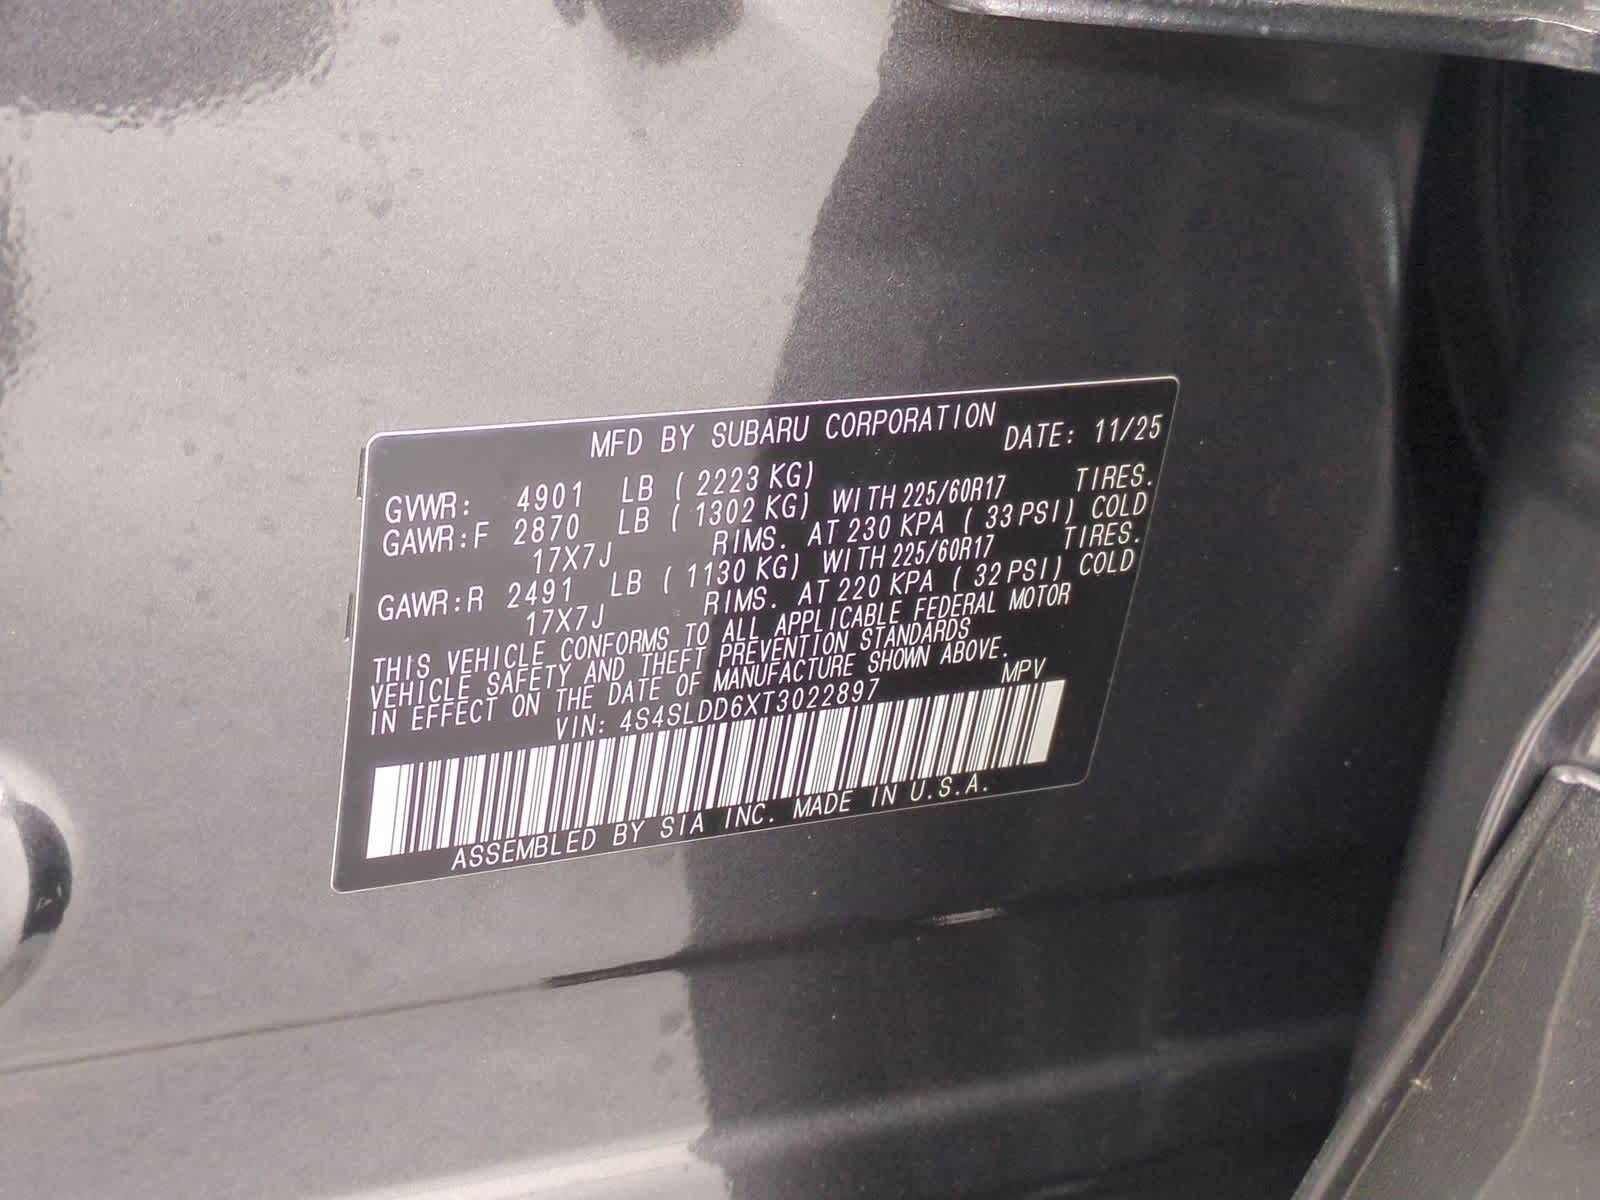 MFD BY SUBARU CORPORATION DATE: 11/25
GVWR: 4901 LB ( 2223 KG)
GAWR:F 2870 LB ( 1302 KG) WITH 225/60R17 TIRES.
17X7J RIMS. AT 230 KPA ( 33 PSI) COLD
GAWR:R 2491 LB ( 1130 KG) WITH 225/60R17 TIRES.
17X7J RIMS. AT 220 KPA ( 32 PSI) COLD
THIS VEHICLE CONFORMS TO ALL APPLICABLE FEDERAL MOTOR
VEHICLE SAFETY AND THEFT PREVENTION STANDARDS
IN EFFECT ON THE DATE OF MANUFACTURE SHOWN ABOVE.
VIN: 4S4SLDD6XT3022897 MPV
ASSEMBLED BY SIA INC. MADE IN U.S.A.